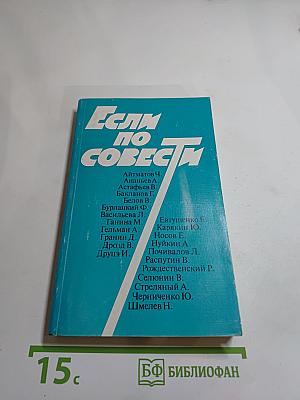 Если
по
совести
Айтматов Ч.
Ананьев А.
Астафьев В.
Бакланов Г.
Белов В.
Бурлацкий Ф.
Васильева Л.
Ганина М.
Гельман А.
Гранин Д.
Дрозд В.
Друцэ И.
Евтушенко Е.
Карякин Ю.
Носов Е.
Нуйкин А.
Почивалов Л.
Распутин В.
Рождественский Р.
Селюнин В.
Стреляный А.
Черниченко Ю.
Шмелев Н.
15 с
БФ БИБЛИОФАН